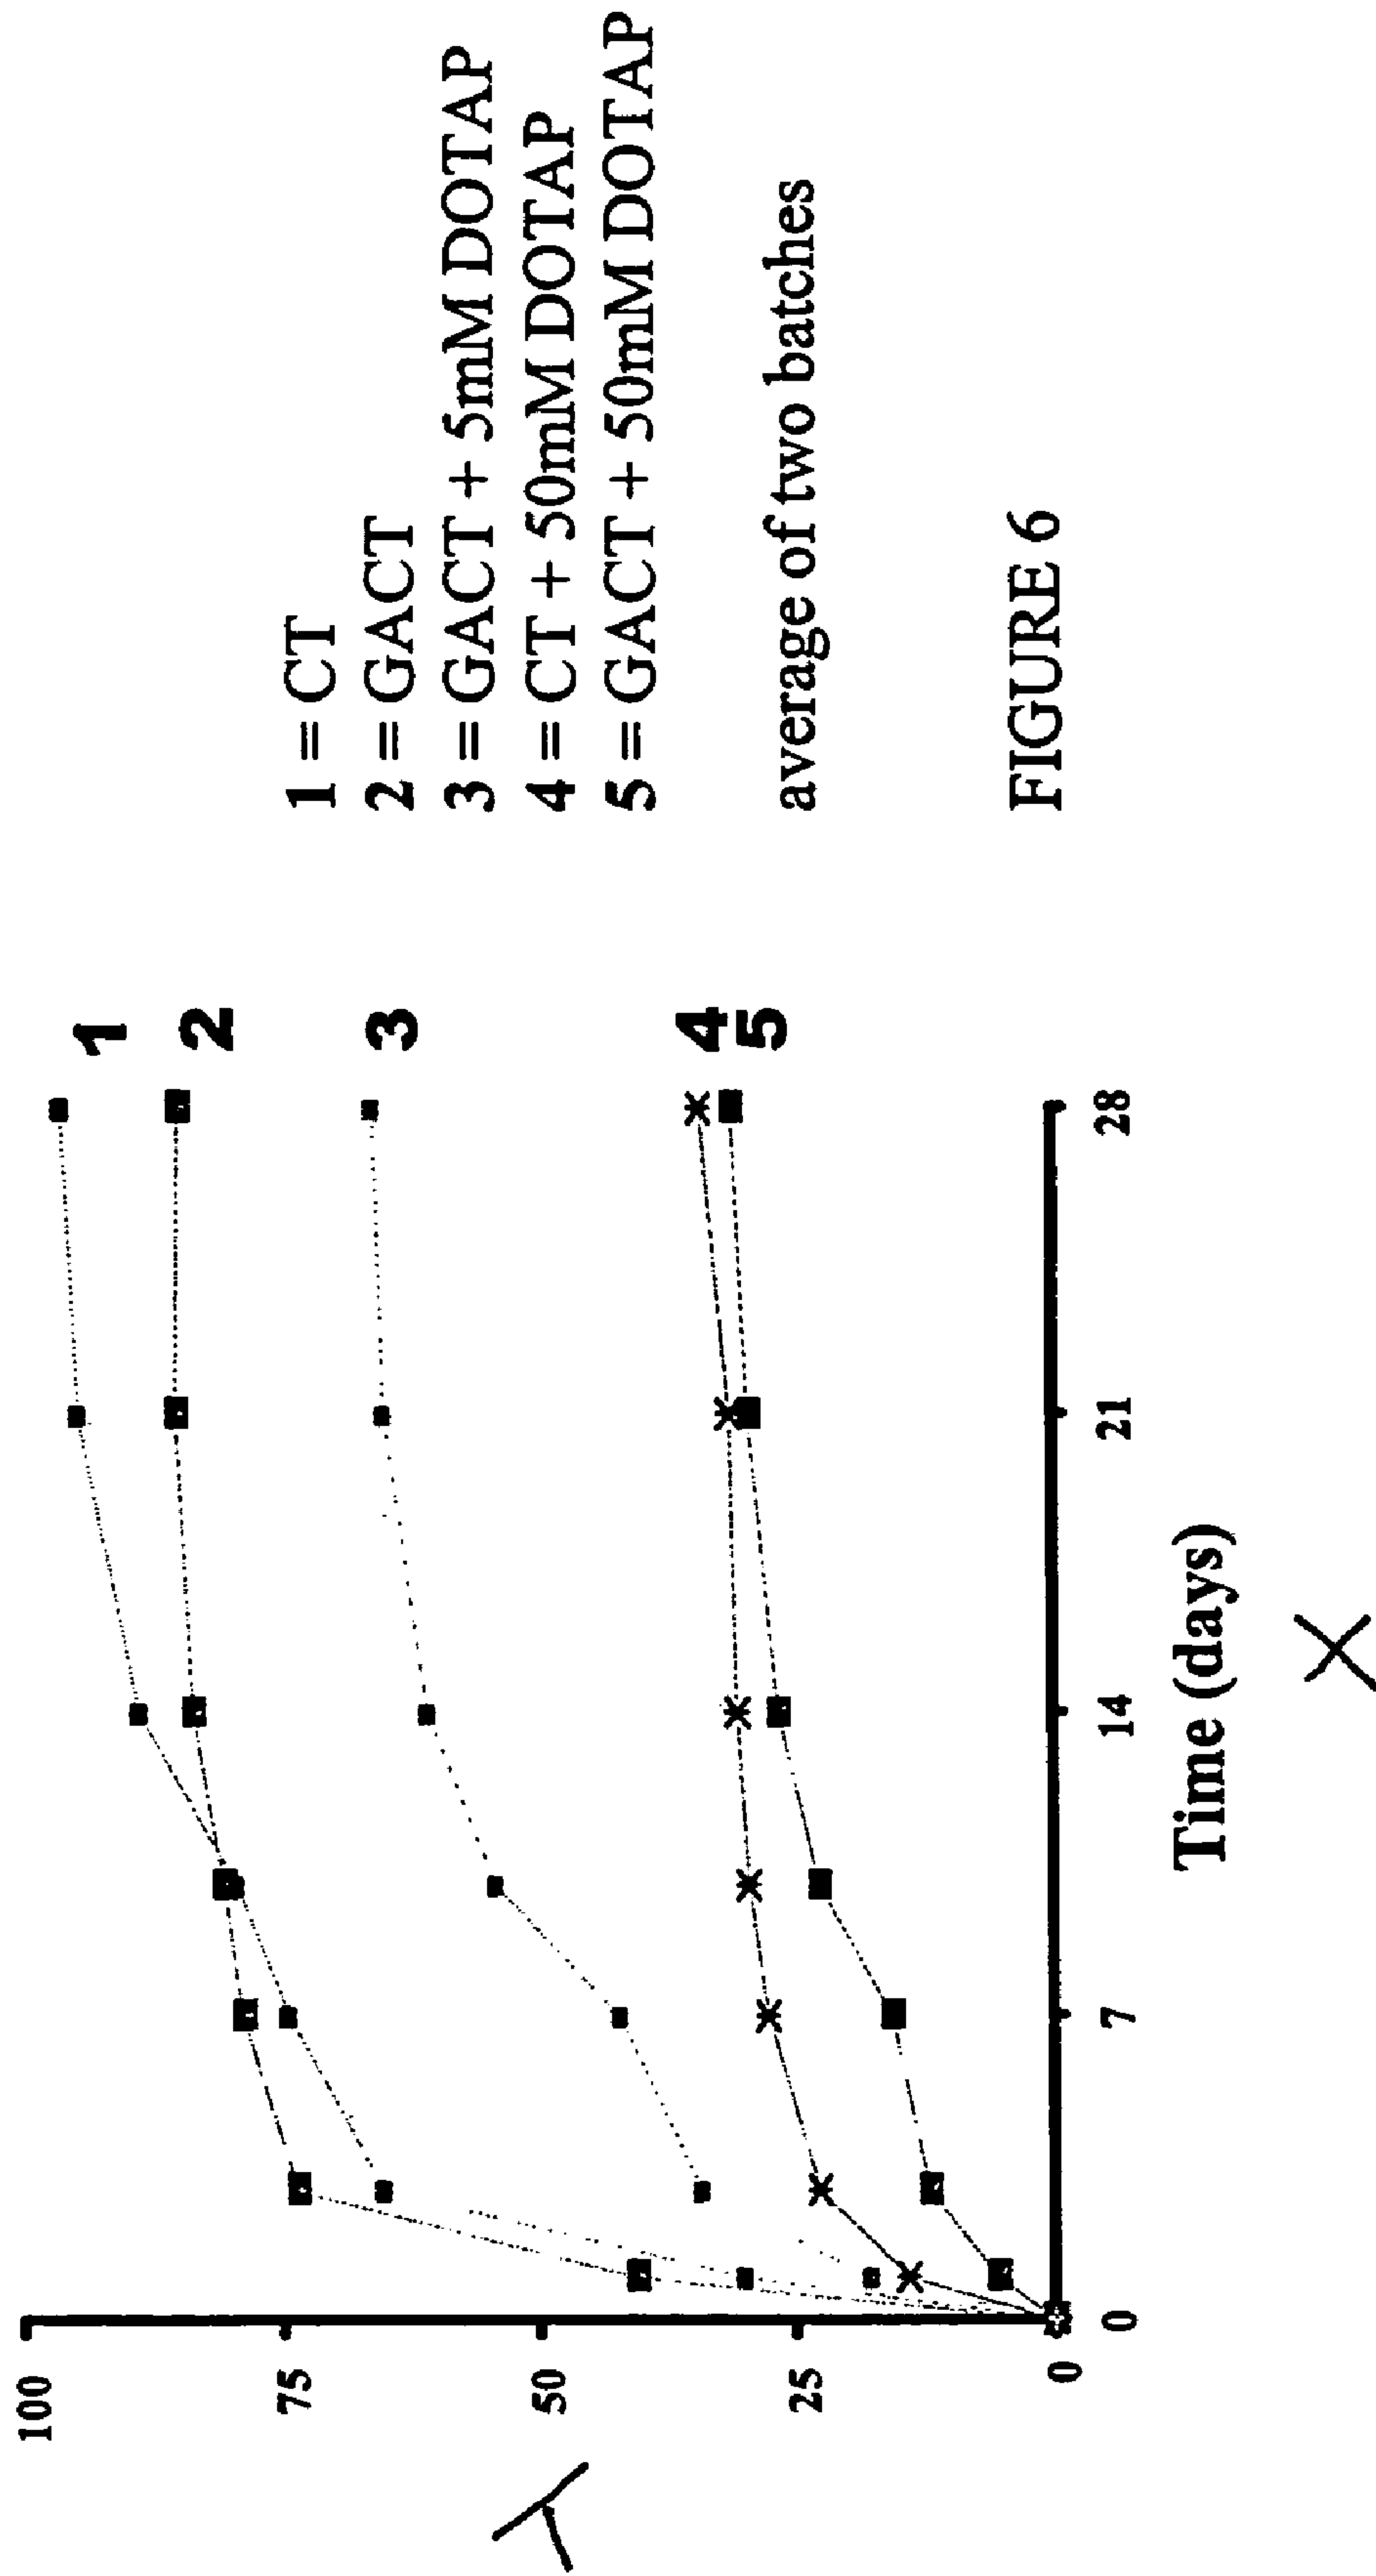 1
2
3
4
5
100
75
50
25
0
0
7
14
21
28
Time (days)
Y
X
1 = CT
2 = GACT
3 = GACT + 5mM DOTAP
4 = CT + 50mM DOTAP
5 = GACT + 50mM DOTAP
average of two batches
FIGURE 6